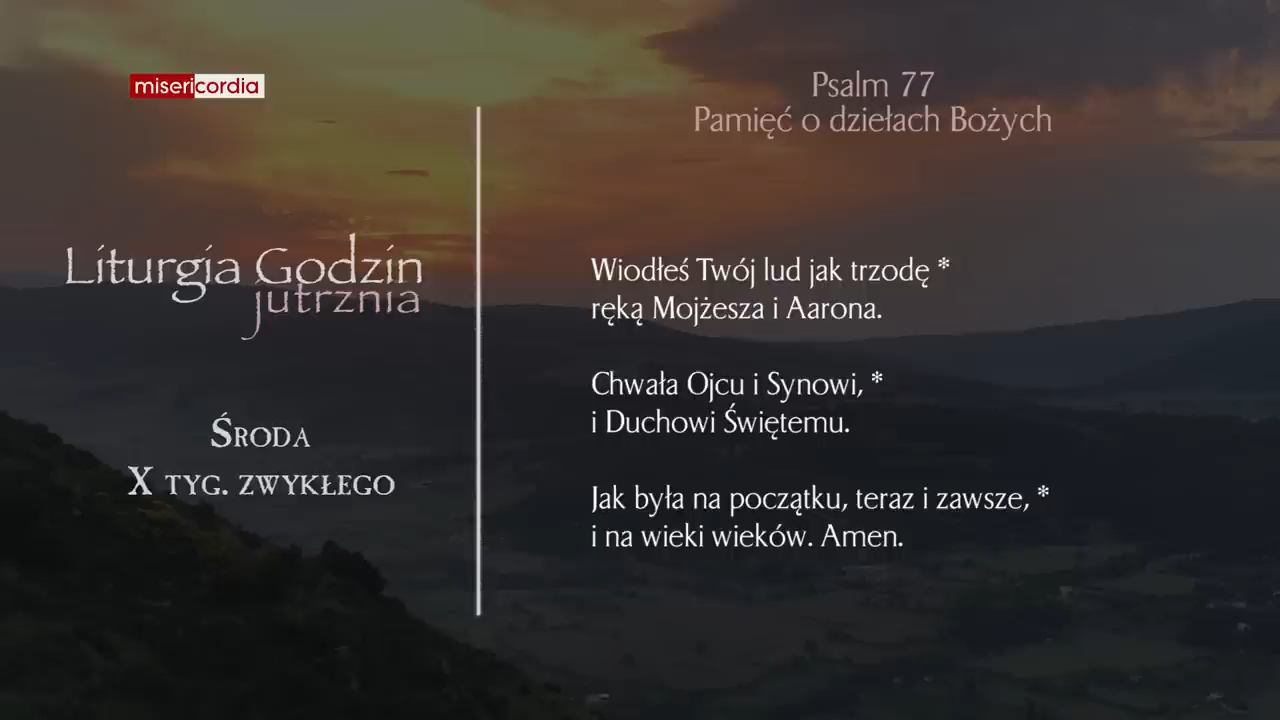 misericordia
Liturgia Godzin
jutrznia
Środa
X tyg. zwykłego
Psalm 77
Pamięć o dziełach Bożych
Wiodłeś Twój lud jak trzodę *
ręką Mojżesza i Aarona.
Chwała Ojcu i Synowi, *
i Duchowi Świętemu.
Jak była na początku, teraz i zawsze, *
i na wieki wieków. Amen.